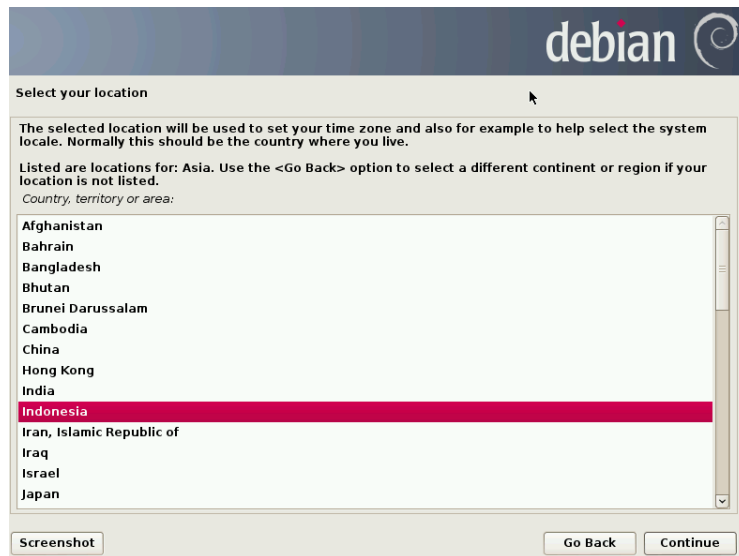 debian
Select your location
The selected location will be used to set your time zone and also for example to help select the system
locale. Normally this should be the country where you live.
Listed are locations for: Asia. Use the <Go Back> option to select a different continent or region if your
location is not listed.
Country, territory or area:
Afghanistan
Bahrain
Bangladesh
Bhutan
Brunei Darussalam
Cambodia
China
Hong Kong
India
Indonesia
Iran, Islamic Republic of
Iraq
Israel
Japan
Screenshot
Go Back
Continue